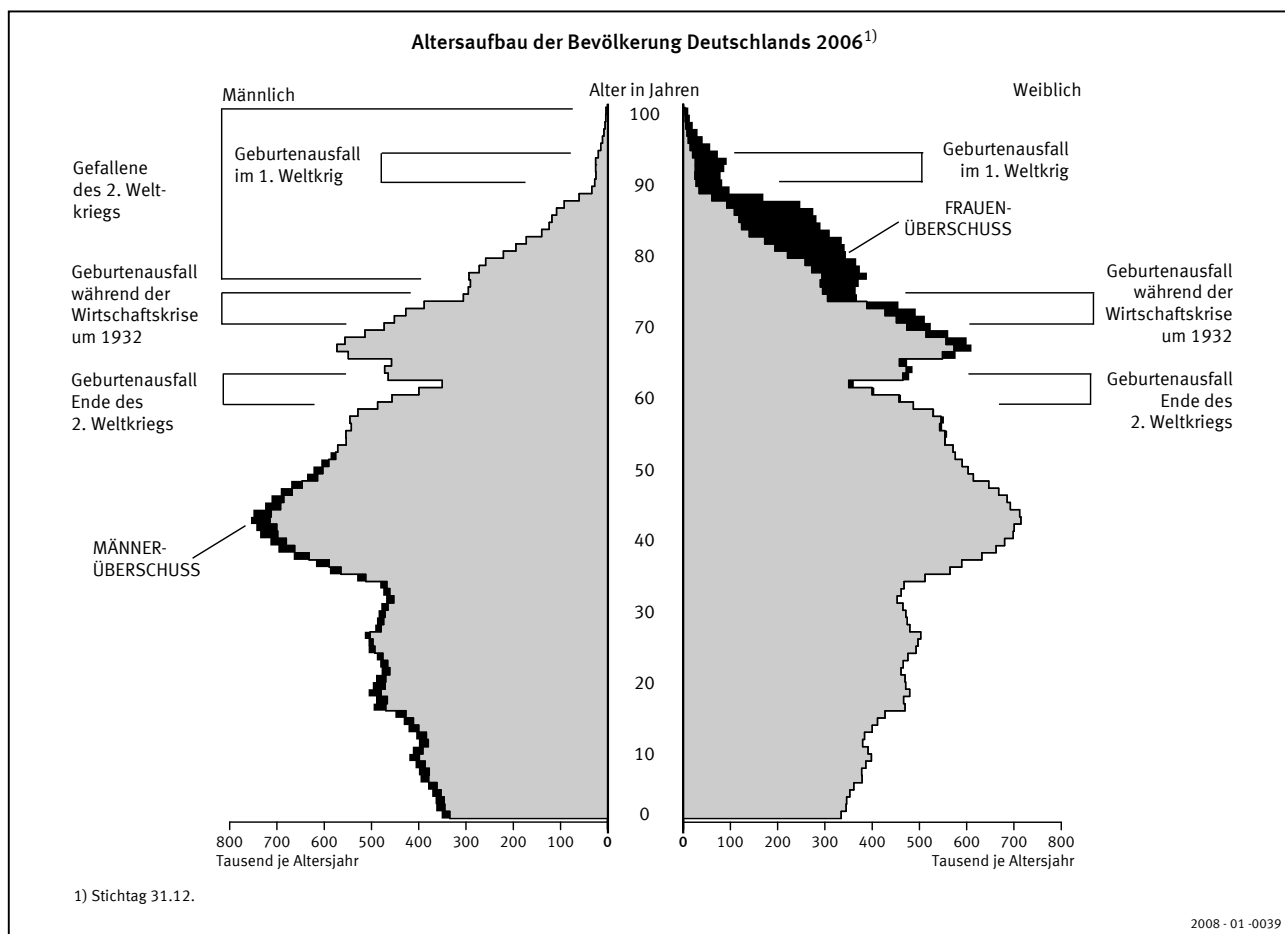 Altersaufbau der Bevölkerung Deutschlands 2006 1)
Männlich
Alter in Jahren
Weiblich
Gefallene
des 2. Welt-
kriegs
Geburtenausfall
im 1. Weltkrig
Geburtenausfall
im 1. Weltkrig
FRAUEN-
ÜBERSCHUSS
Geburtenausfall
während der
Wirtschaftskrise
um 1932
Geburtenausfall
während der
Wirtschaftskrise
um 1932
Geburtenausfall
Ende des
2. Weltkriegs
Geburtenausfall
Ende des
2. Weltkriegs
MÄNNER-
ÜBERSCHUSS
100
90
80
70
60
50
40
30
20
10
0
800 700 600 500 400 300 200 100 0
Tausend je Altersjahr
0 100 200 300 400 500 600 700 800
Tausend je Altersjahr
1) Stichtag 31.12.
2008 - 01 -0039